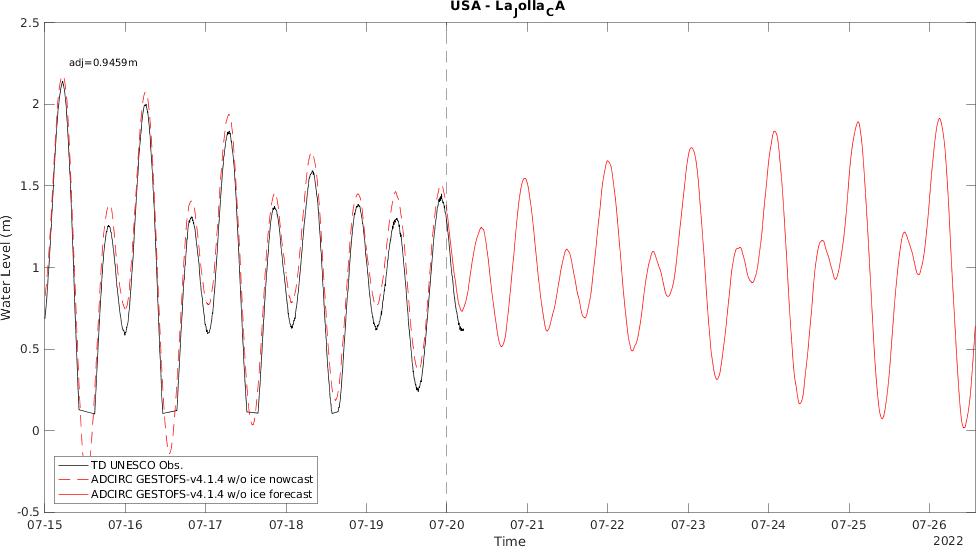 USA - LaJollaCA
2.5
adj=0.9459m
2
1.5
1
0.5
0
-0.5
Water Level (m)
TD UNESCO Obs.
ADCIRC GESTOFS-v4.1.4 w/o ice nowcast
ADCIRC GESTOFS-v4.1.4 w/o ice forecast
07-15 07-16 07-17 07-18 07-19 07-20 07-21 07-22 07-23 07-24 07-25 07-26
Time
2022